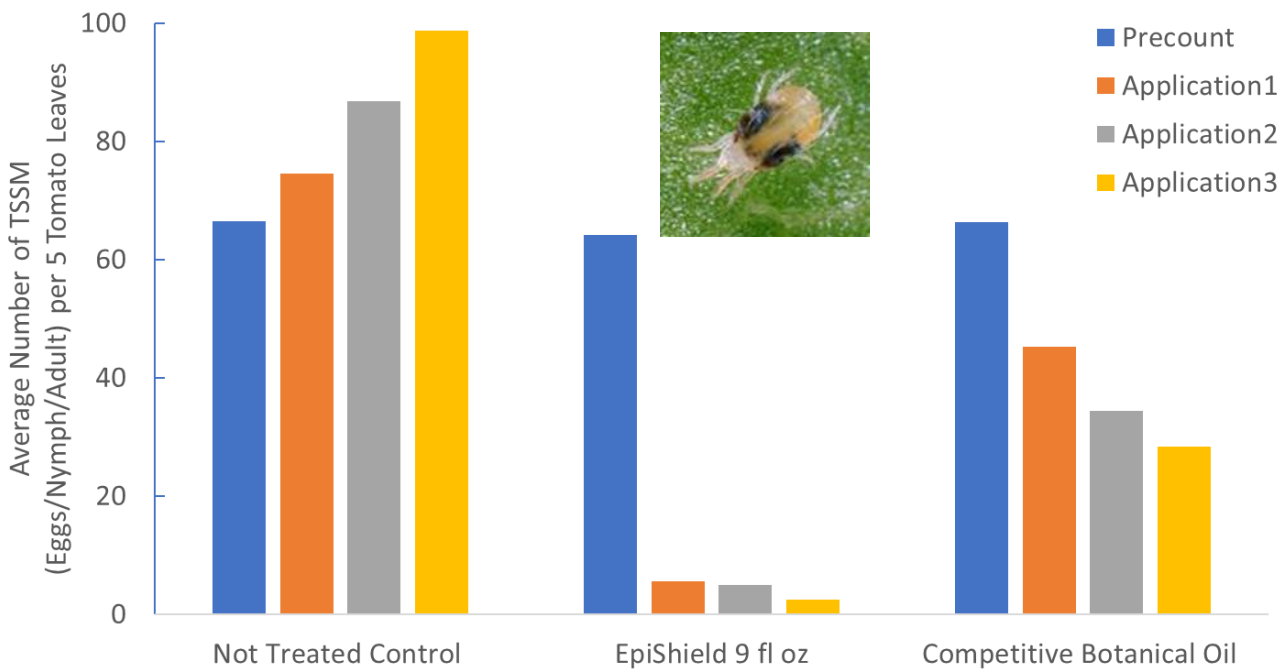 Average Number of TSSM
(Eggs/Nymph/Adult) per 5 Tomato Leaves
100
80
60
40
20
0
Precount
Application1
Application2
Application3
Not Treated Control
EpiShield 9 fl oz
Competitive Botanical Oil